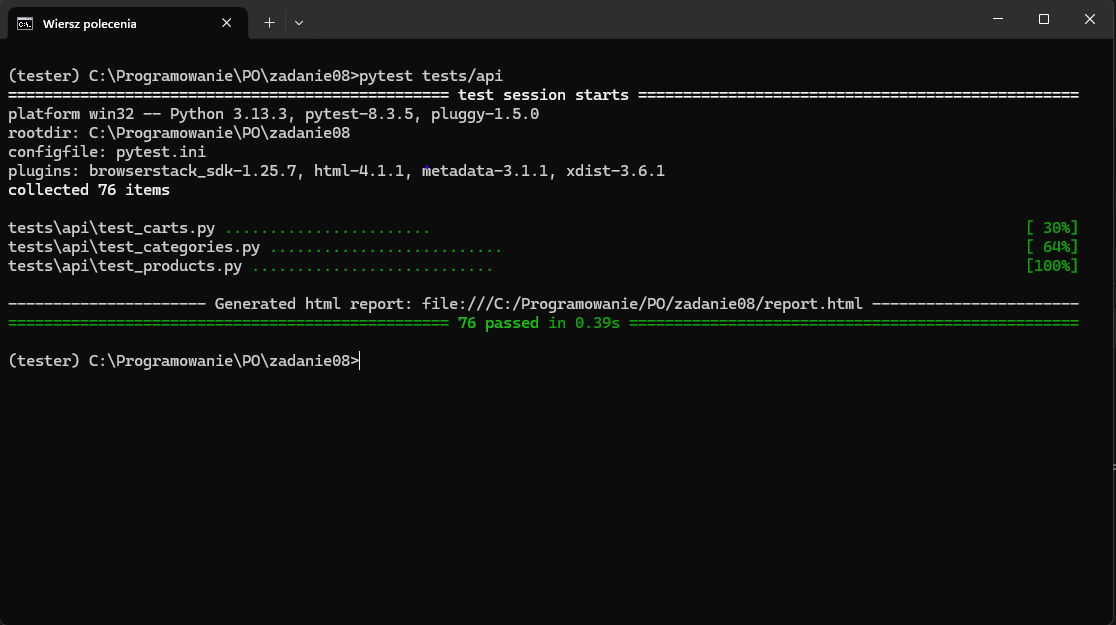 Wiersz polecenia
(tester) C:\Programowanie\PO\zadanie08>pytest tests/api
================================================= test session starts =================================================
platform win32 -- Python 3.13.3, pytest-8.3.5, pluggy-1.5.0
rootdir: C:\Programowanie\PO\zadanie08
configfile: pytest.ini
plugins: browserstack_sdk-1.25.7, html-4.1.1, metadata-3.1.1, xdist-3.6.1
collected 76 items
tests\api\test_carts.py ....................... [ 30%]
tests\api\test_categories.py .......................... [ 64%]
tests\api\test_products.py ........................... [100%]
---------------------- Generated html report: file:///C:/Programowanie/PO/zadanie08/report.html -----------------------
================================================= 76 passed in 0.39s ==================================================
(tester) C:\Programowanie\PO\zadanie08>